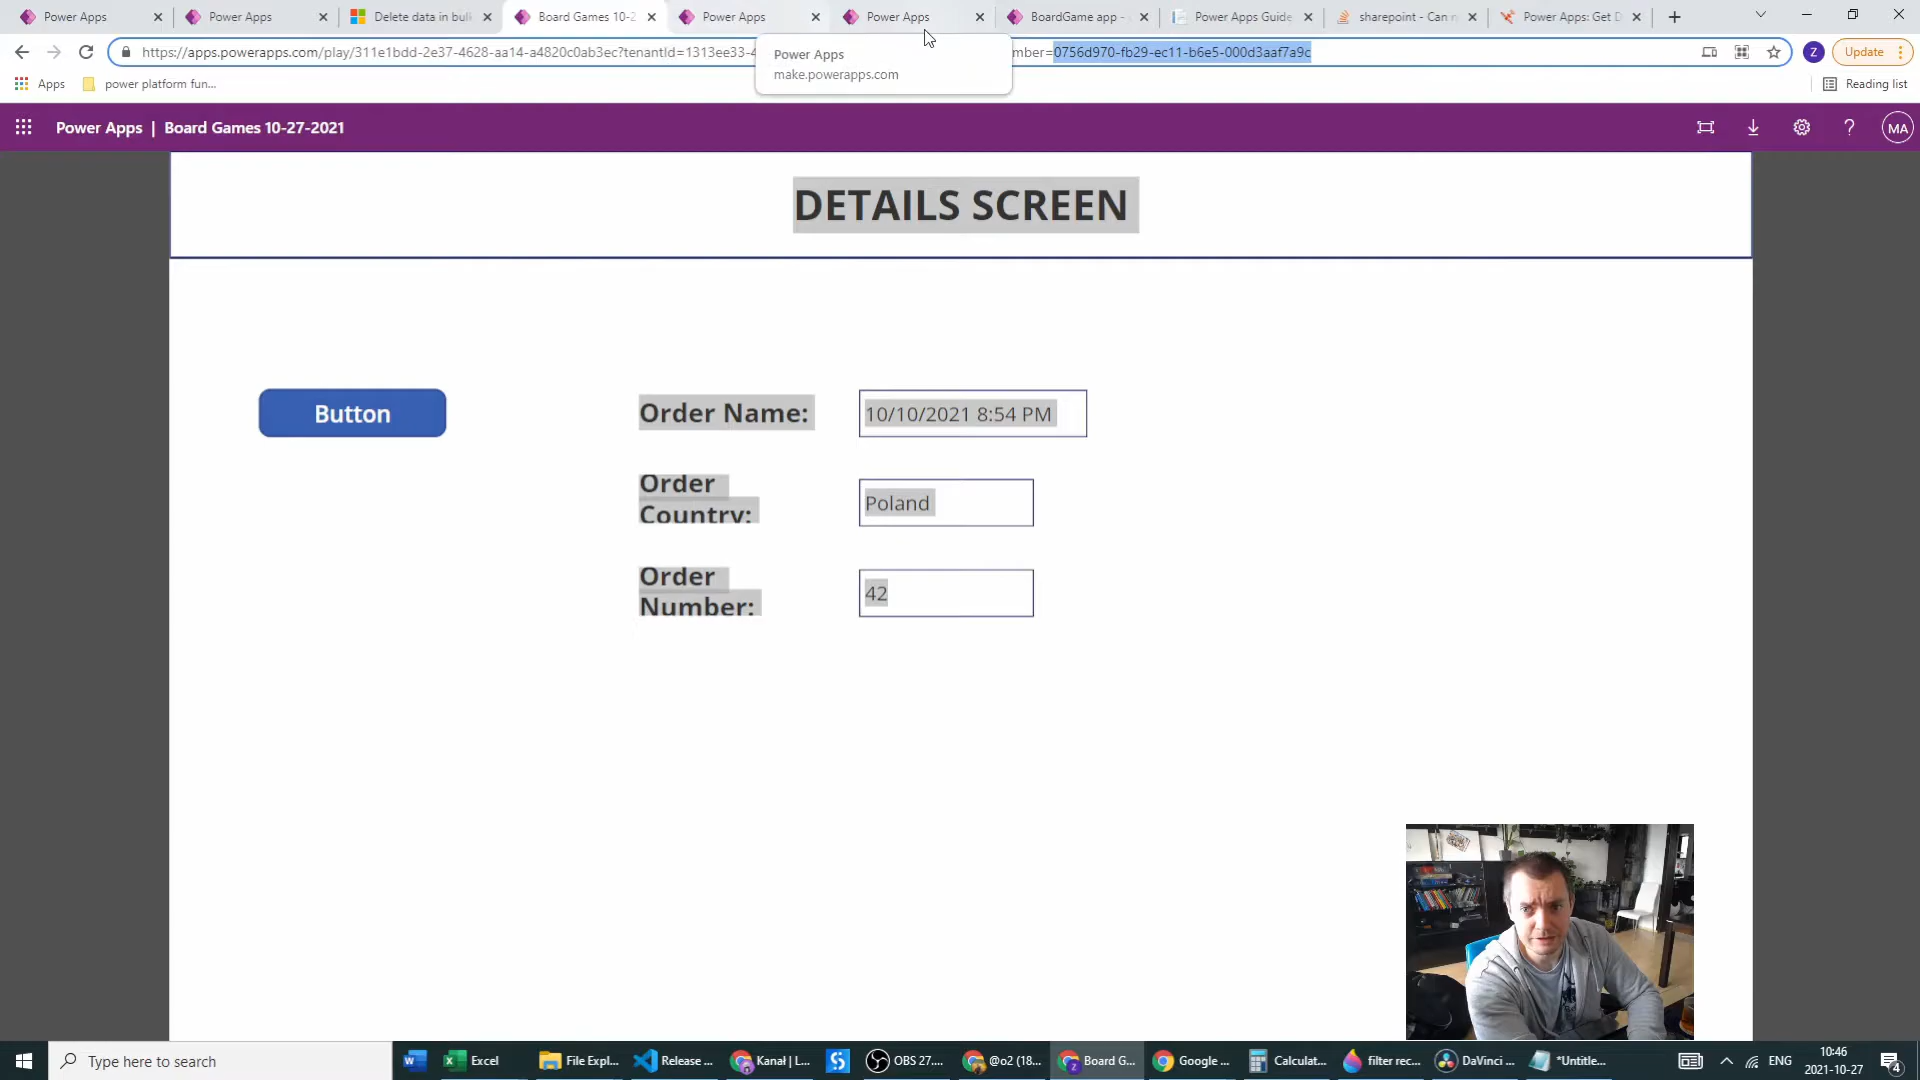 Power Apps
Power Apps
Delete data in bul
Board Games 10-2
Power Apps
Power Apps
BoardGame app -
Power Apps Guide
sharepoint - Can
Power Apps: Get D
https://apps.powerapps.com/play/311e1bdd-2e37-4628-aa14-a4820c0ab3ec?tenantId=1313ee33-4
mber=0756d970-fb29-ec11-b6e5-000d3aaf7a9c
Z
Update
Power Apps
make.powerapps.com
Apps
power platform fun...
Reading list
Power Apps | Board Games 10-27-2021
MA
DETAILS SCREEN
Button
Order Name:
10/10/2021 8:54 PM
Order
Country:
Poland
Order
Number:
42
Type here to search
Excel
File Expl...
Release ...
Kanał | L...
OBS 27....
@o2 (18...
Board G...
Google ...
Calculat...
filter rec...
DaVinci ...
*Untitle...
ENG
10:46
2021-10-27
4